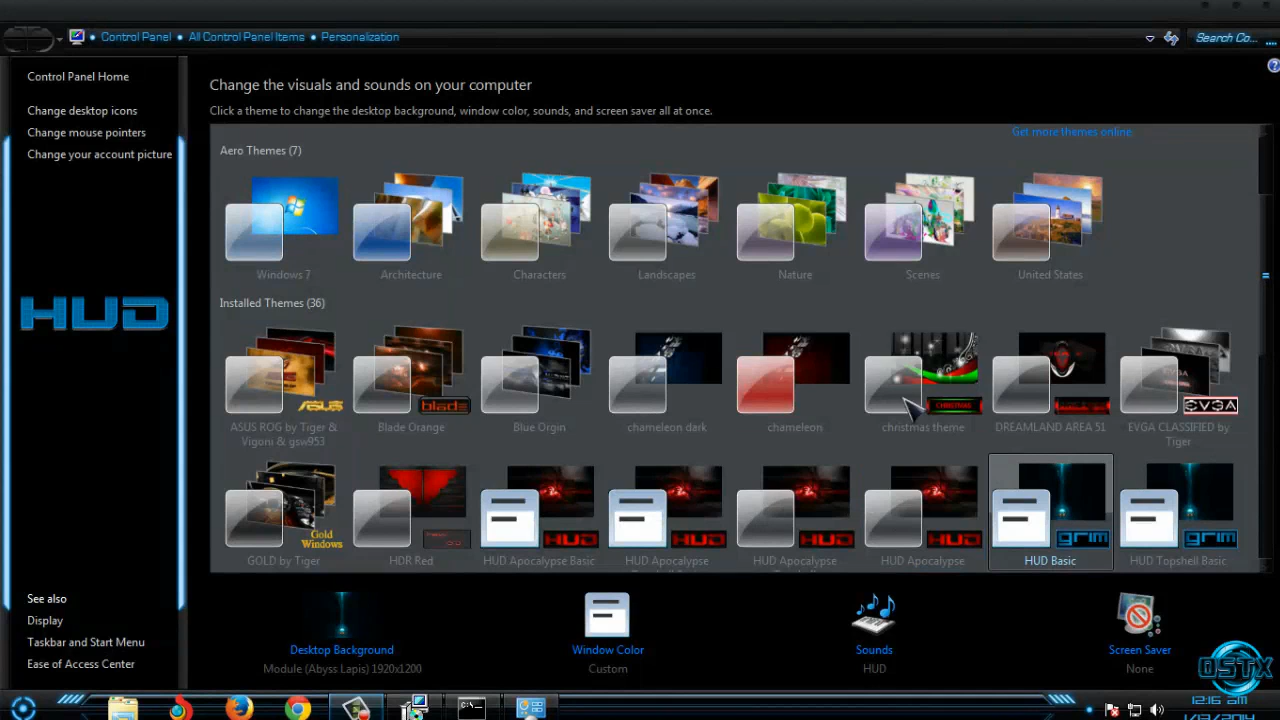 Control Panel • All Control Panel Items • Personalization
Search Co...
Control Panel Home
Change desktop icons
Change mouse pointers
Change your account picture
HUD
See also
Display
Taskbar and Start Menu
Ease of Access Center
Change the visuals and sounds on your computer
Click a theme to change the desktop background, window color, sounds, and screen saver all at once.
Get more themes online
Aero Themes (7)
Windows 7
Architecture
Characters
Landscapes
Nature
Scenes
United States
Installed Themes (36)
ASUS
blade
CHRISTMAS
EVGA
ASUS ROG by Tiger &
Vigoni & gsw953
Blade Orange
Blue Orgin
chameleon dark
chameleon
christmas theme
DREAMLAND AREA 51
EVGA CLASSIFIED by
Tiger
Gold
Windows
HUD
HUD
HUD
HUD
grim
grim
GOLD by Tiger
HDR Red
HUD Apocalypse Basic
HUD Apocalypse
HUD Apocalypse
HUD Apocalypse
HUD Basic
HUD Topshell Basic
Desktop Background
Module (Abyss Lapis) 1920x1200
Window Color
Custom
Sounds
HUD
Screen Saver
None
OSTX
12:16 AM